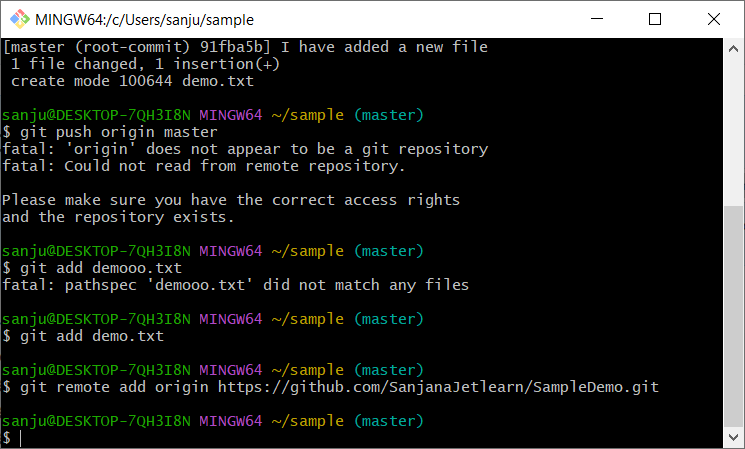 MINGW64:/c/Users/sanju/sample
[master (root-commit) 91fba5b] I have added a new file
 1 file changed, 1 insertion(+)
 create mode 100644 demo.txt
sanju@DESKTOP-7QH3I8N MINGW64 ~/sample (master)
$ git push origin master
fatal: 'origin' does not appear to be a git repository
fatal: Could not read from remote repository.
Please make sure you have the correct access rights
and the repository exists.
sanju@DESKTOP-7QH3I8N MINGW64 ~/sample (master)
$ git add demooo.txt
fatal: pathspec 'demooo.txt' did not match any files
sanju@DESKTOP-7QH3I8N MINGW64 ~/sample (master)
$ git add demo.txt
sanju@DESKTOP-7QH3I8N MINGW64 ~/sample (master)
$ git remote add origin https://github.com/SanjanaJetlearn/SampleDemo.git
sanju@DESKTOP-7QH3I8N MINGW64 ~/sample (master)
$